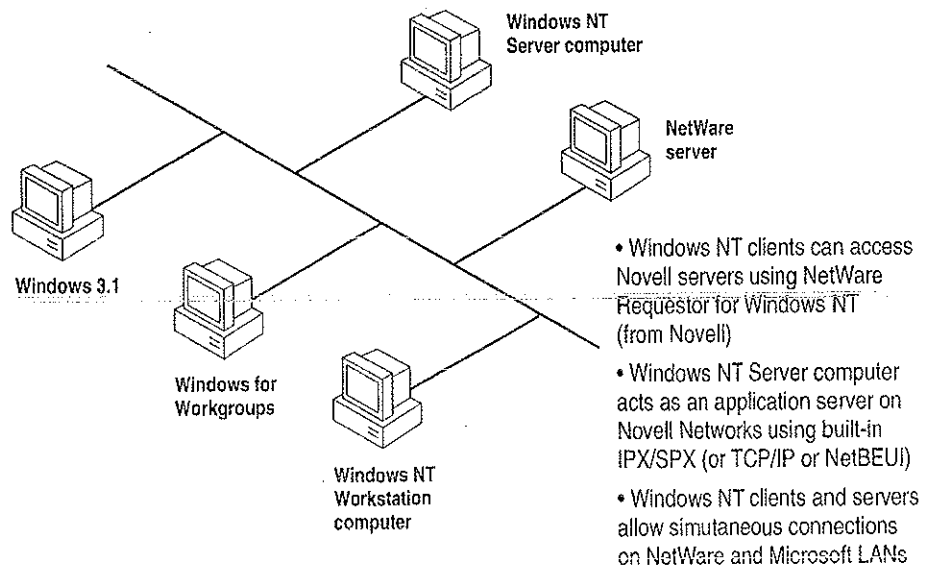 Windows NT
Server computer
NetWare
server
Windows 3.1
Windows for
Workgroups
Windows NT
Workstation
computer
• Windows NT clients can access
Novell servers using NetWare
Requestor for Windows NT
(from Novell)
• Windows NT Server computer
acts as an application server on
Novell Networks using built-in
IPX/SPX (or TCP/IP or NetBEUI)
• Windows NT clients and servers
allow simutaneous connections
on NetWare and Microsoft LANs